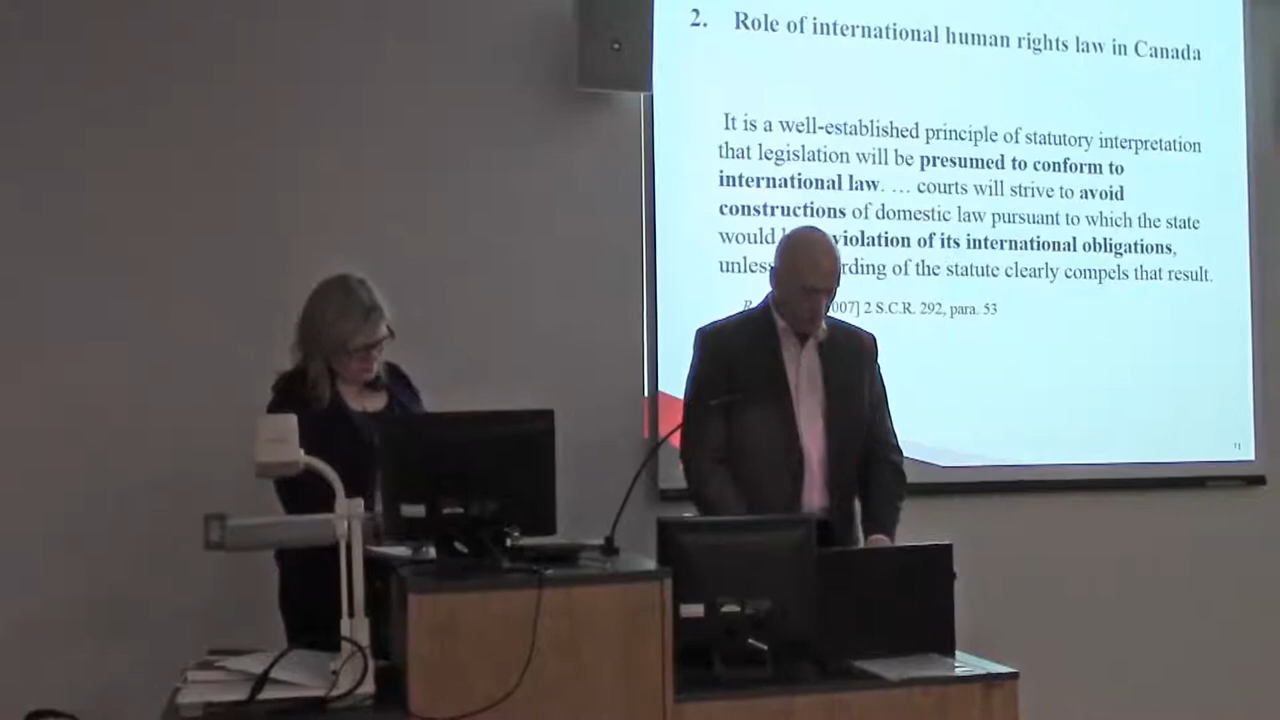 2. Role of international human rights law in Canada
It is a well-established principle of statutory interpretation
that legislation will be presumed to conform to
international law. … courts will strive to avoid
constructions of domestic law pursuant to which the state
would violation of its international obligations,
unless of the statute clearly compels that result.
2 S.C.R. 292, para. 53
11